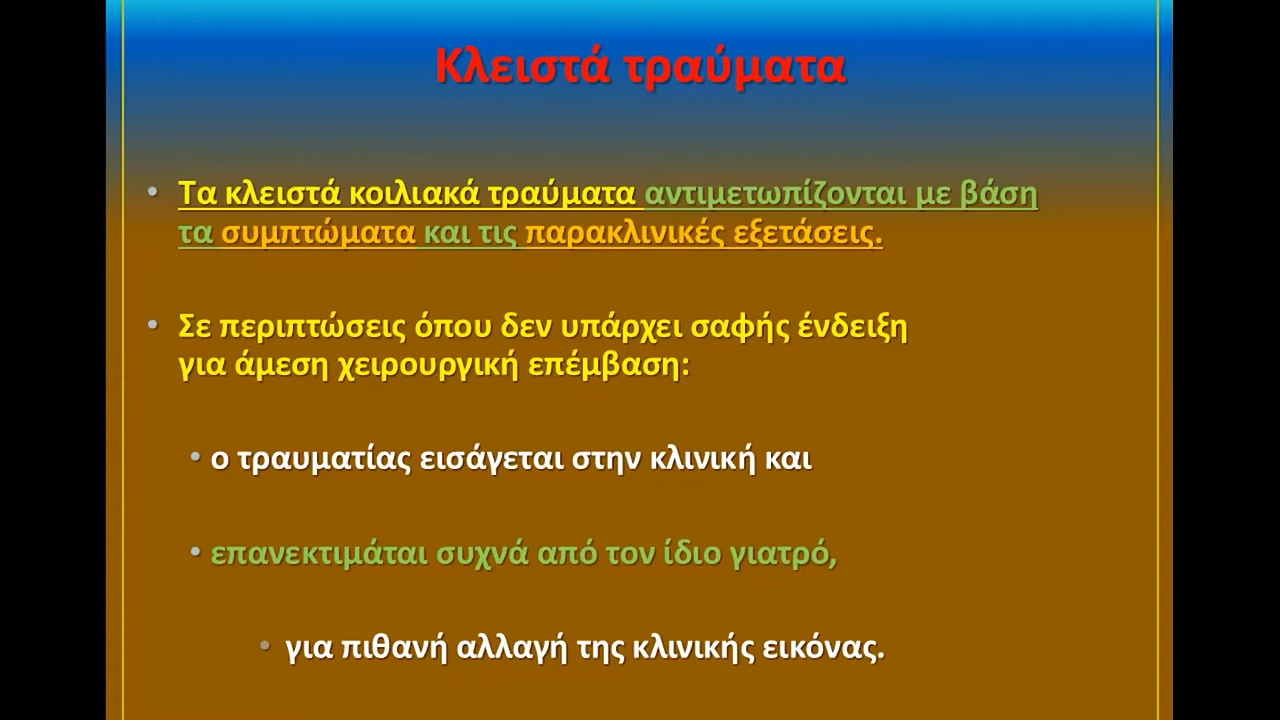 Κλειστά τραύματα
• Τα κλειστά κοιλιακά τραύματα αντιμετωπίζονται με βάση
τα συμπτώματα και τις παρακλινικές εξετάσεις.
• Σε περιπτώσεις όπου δεν υπάρχει σαφής ένδειξη
για άμεση χειρουργική επέμβαση:
• ο τραυματίας εισάγεται στην κλινική και
• επανεκτιμάται συχνά από τον ίδιο γιατρό,
• για πιθανή αλλαγή της κλινικής εικόνας.